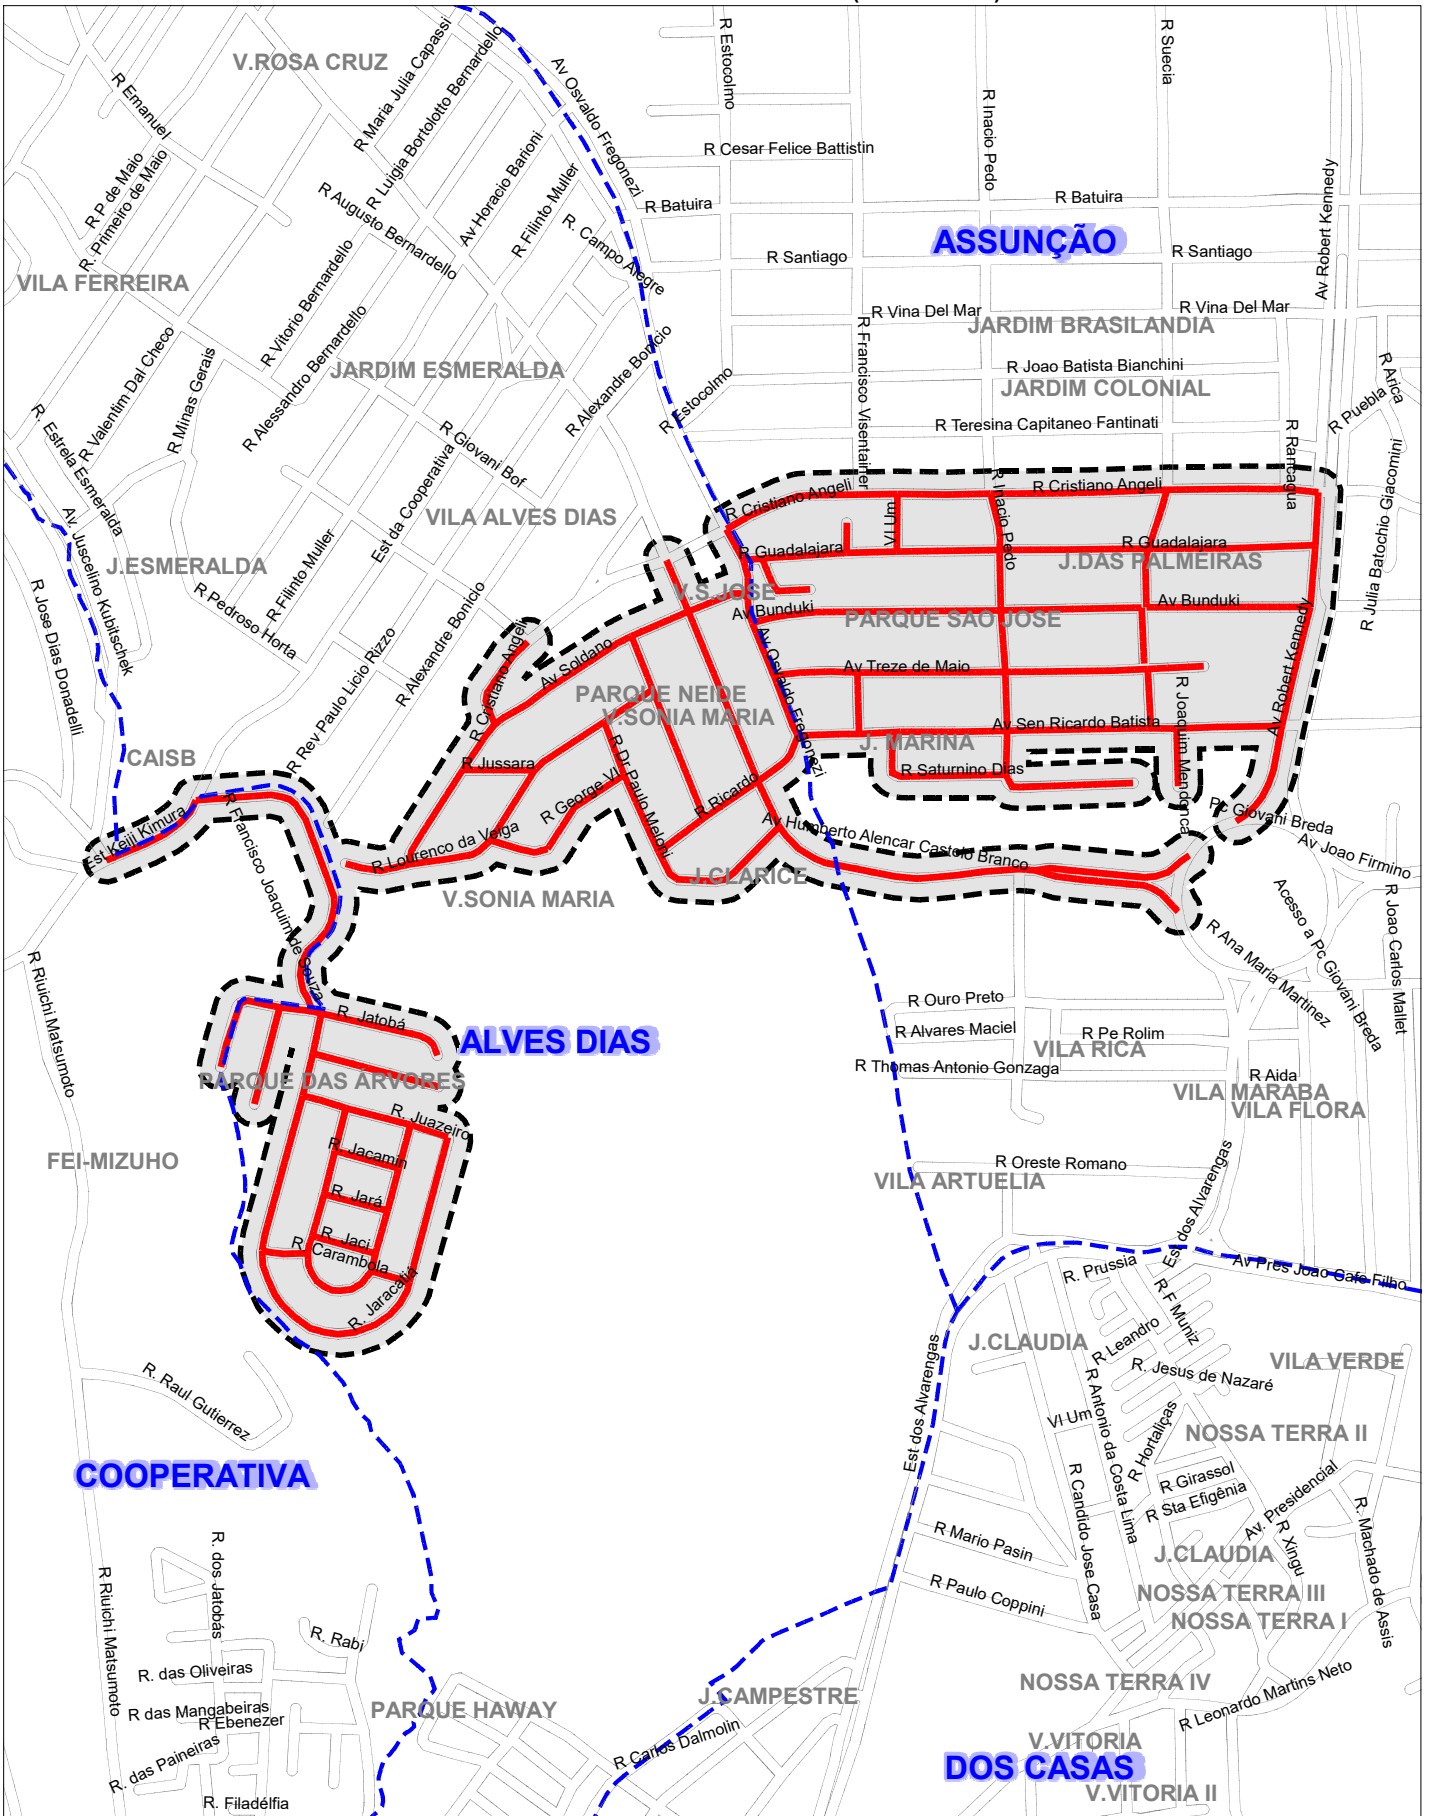 R Estocolmo
R Suecia
V.ROSA CRUZ
R Maria Julia Capassi
R Luigia Bortolotto Bernardello
Av Osvaldo Fregonezi
R Emanuel
R Inacio Pedo
R Cesar Felice Battistin
R P de Maio
R. Primeiro de Maio
R Augusto Bernardello
Av Horacio Barioni
R Filinto Muller
R. Campo Alegre
R Batuira
R Batuira
Av Robert Kennedy
ASSUNÇÃO
R Santiago
R Santiago
VILA FERREIRA
R Vitorio Bernardello
R Alessandro Bernardello
R Vina Del Mar
R Vina Del Mar
JARDIM BRASILANDIA
R Valentim Dal Checo
R Minas Gerais
JARDIM ESMERALDA
R Alexandre Bonicio
R Estocolmo
R Francisco Visentainer
R Joao Batista Bianchini
JARDIM COLONIAL
R Arica
R Puebla
R. Estrela Esmeralda
R Giovani Bof
R Teresina Capitaneo Fantinati
R Rancagua
R Julia Batochio Giacomini
Est da Cooperativa
VILA ALVES DIAS
R Cristiano Angeli
R Cristiano Angeli
R Inacio Pedo
Av. Juscelino Kubitschek
R Filinto Muller
R Guadalajara
R Guadalajara
J.ESMERALDA
J.DAS PALMEIRAS
R Jose Dias Donadelli
R Pedroso Horta
R Alexandre Bonicio
V.S.JOSE
Av Bunduki
Av Bunduki
PARQUE SAO JOSE
R Rev Paulo Licio Rizzo
R Cristiano Angeli
Av Soldano
Av Osvaldo Fregonezi
Av Treze de Maio
Av Robert Kennedy
PARQUE NEIDE
V.SONIA MARIA
R Joaquim Mendonca
Av Sen Ricardo Batista
J. MARINA
CAISB
R Jussara
R Dr Paulo Meloni
R Saturnino Dias
R George VI
R Ricardo
Est Keiji Kimura
R Francisco Joaquim de Souza
Pc Giovani Breda
Av Humberto Alencar Castelo Branco
R Lourenco da Veiga
Av Joao Firmino
J.CLARICE
V.SONIA MARIA
Acesso a Pc Giovani Breda
R Joao Carlos Mallet
R Ana Maria Martinez
R Riuichi Matsumoto
R Ouro Preto
R. Jatobá
R Alvares Maciel
R Pe Rolim
ALVES DIAS
VILA RICA
R Thomas Antonio Gonzaga
R Aida
PARQUE DAS ARVORES
VILA MARABA
VILA FLORA
R. Juazeiro
R. Jacamin
FEI-MIZUHO
R Oreste Romano
VILA ARTUELIA
R. Jará
Est dos Alvarengas
R. Jaci
R. Carambola
R. Prussia
Av Pres Joao Cafe Filho
R. Jaracatiá
R F Muniz
J.CLAUDIA
R Leandro
VILA VERDE
R. Raul Gutierrez
Est dos Alvarengas
R. Jesus de Nazaré
R Antonio da Costa Lima
VI Um
R Hortaliças
NOSSA TERRA II
COOPERATIVA
R Girassol
R Candido Jose Casa
R Sta Efigênia
Av. Presidencial
R. Machado de Assis
R Xingu
R Mario Pasin
J.CLAUDIA
R. dos Jatobás
R Riuichi Matsumoto
R Paulo Coppini
NOSSA TERRA III
NOSSA TERRA I
R. Rabi
R. das Oliveiras
NOSSA TERRA IV
R Leonardo Martins Neto
R das Mangabeiras
R Ebenezer
PARQUE HAWAY
J.CAMPESTRE
R Carlos Dalmolin
V.VITORIA
R. das Paineiras
DOS CASAS
V.VITORIA II
R. Filadélfia